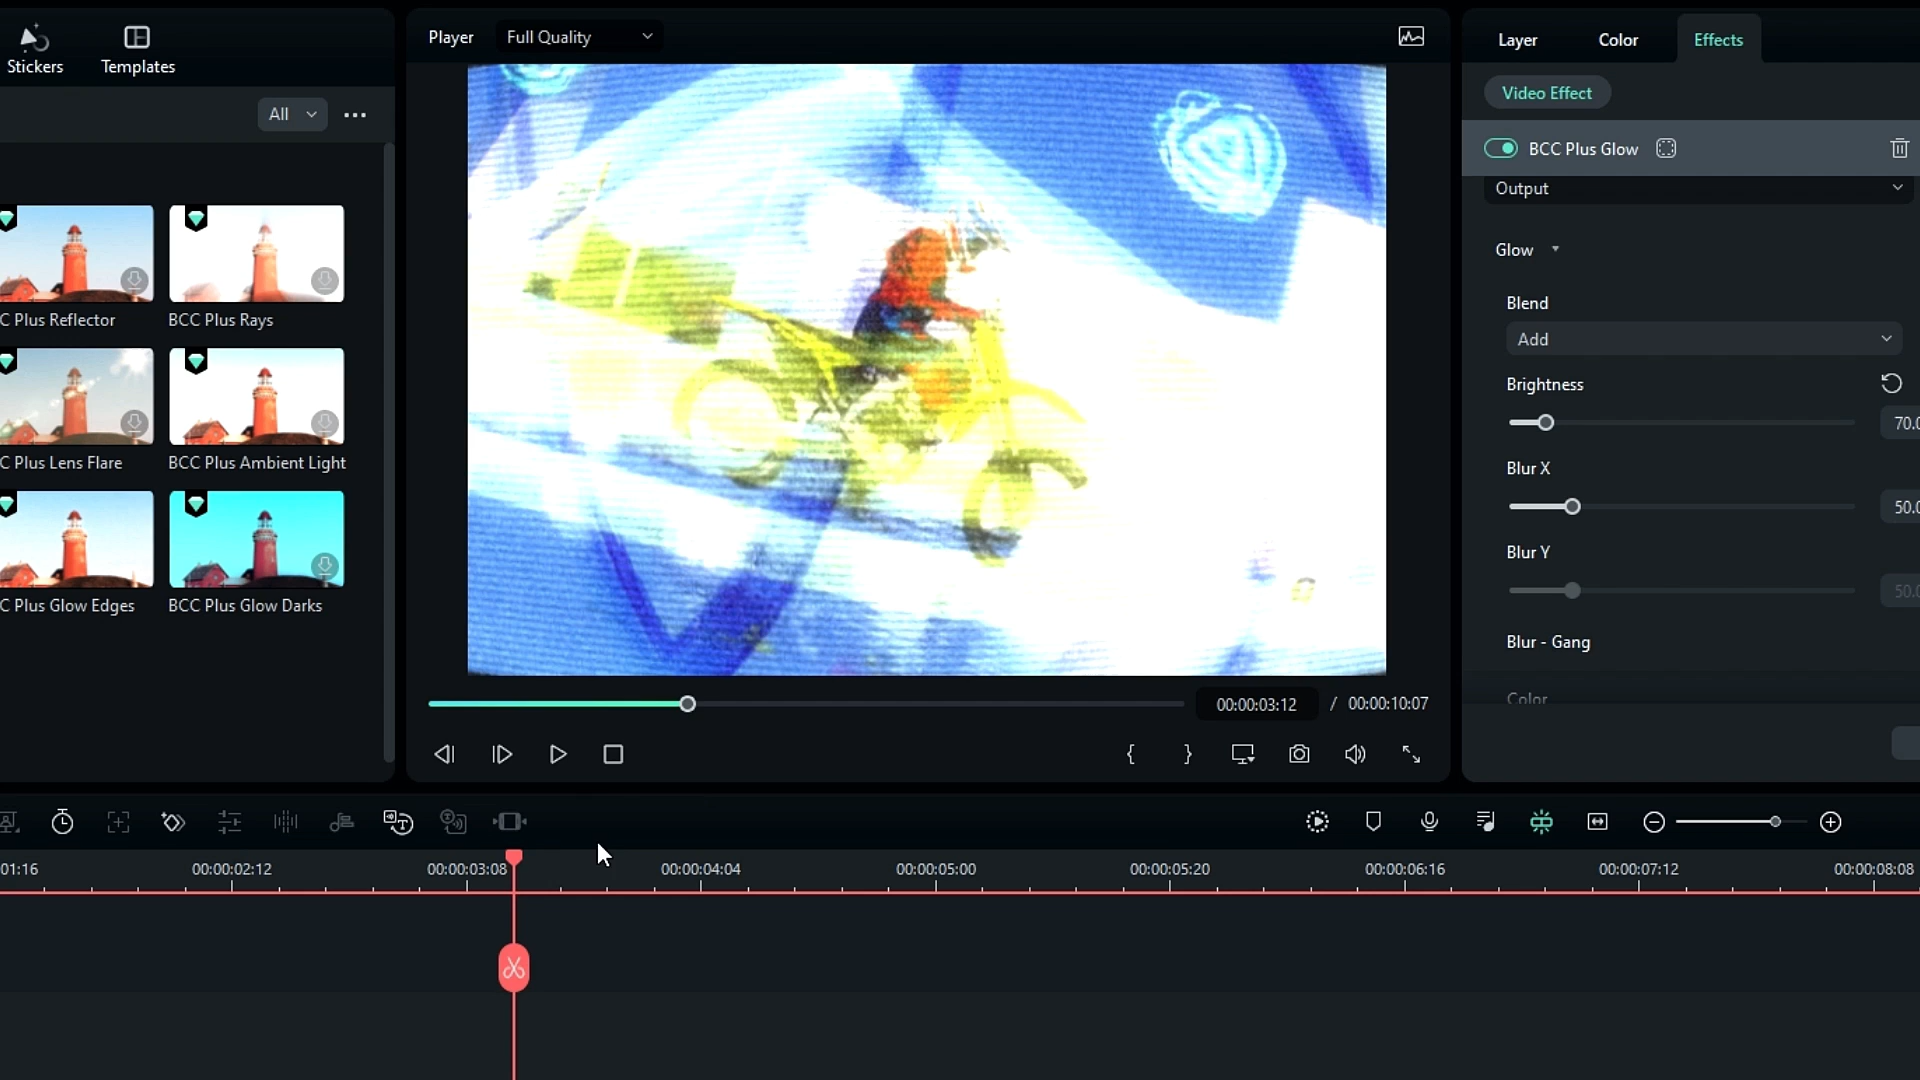 Stickers
Templates
All
C Plus Reflector
BCC Plus Rays
C Plus Lens Flare
BCC Plus Ambient Light
C Plus Glow Edges
BCC Plus Glow Darks
Player
Full Quality
00:00:03:12 / 00:00:10:07
Layer
Color
Effects
Video Effect
BCC Plus Glow
Output
Glow
Blend
Add
Brightness
70.0
Blur X
50.0
Blur Y
50.0
Blur - Gang
Color
01:16
00:00:02:12
00:00:03:08
00:00:04:04
00:00:05:00
00:00:05:20
00:00:06:16
00:00:07:12
00:00:08:08